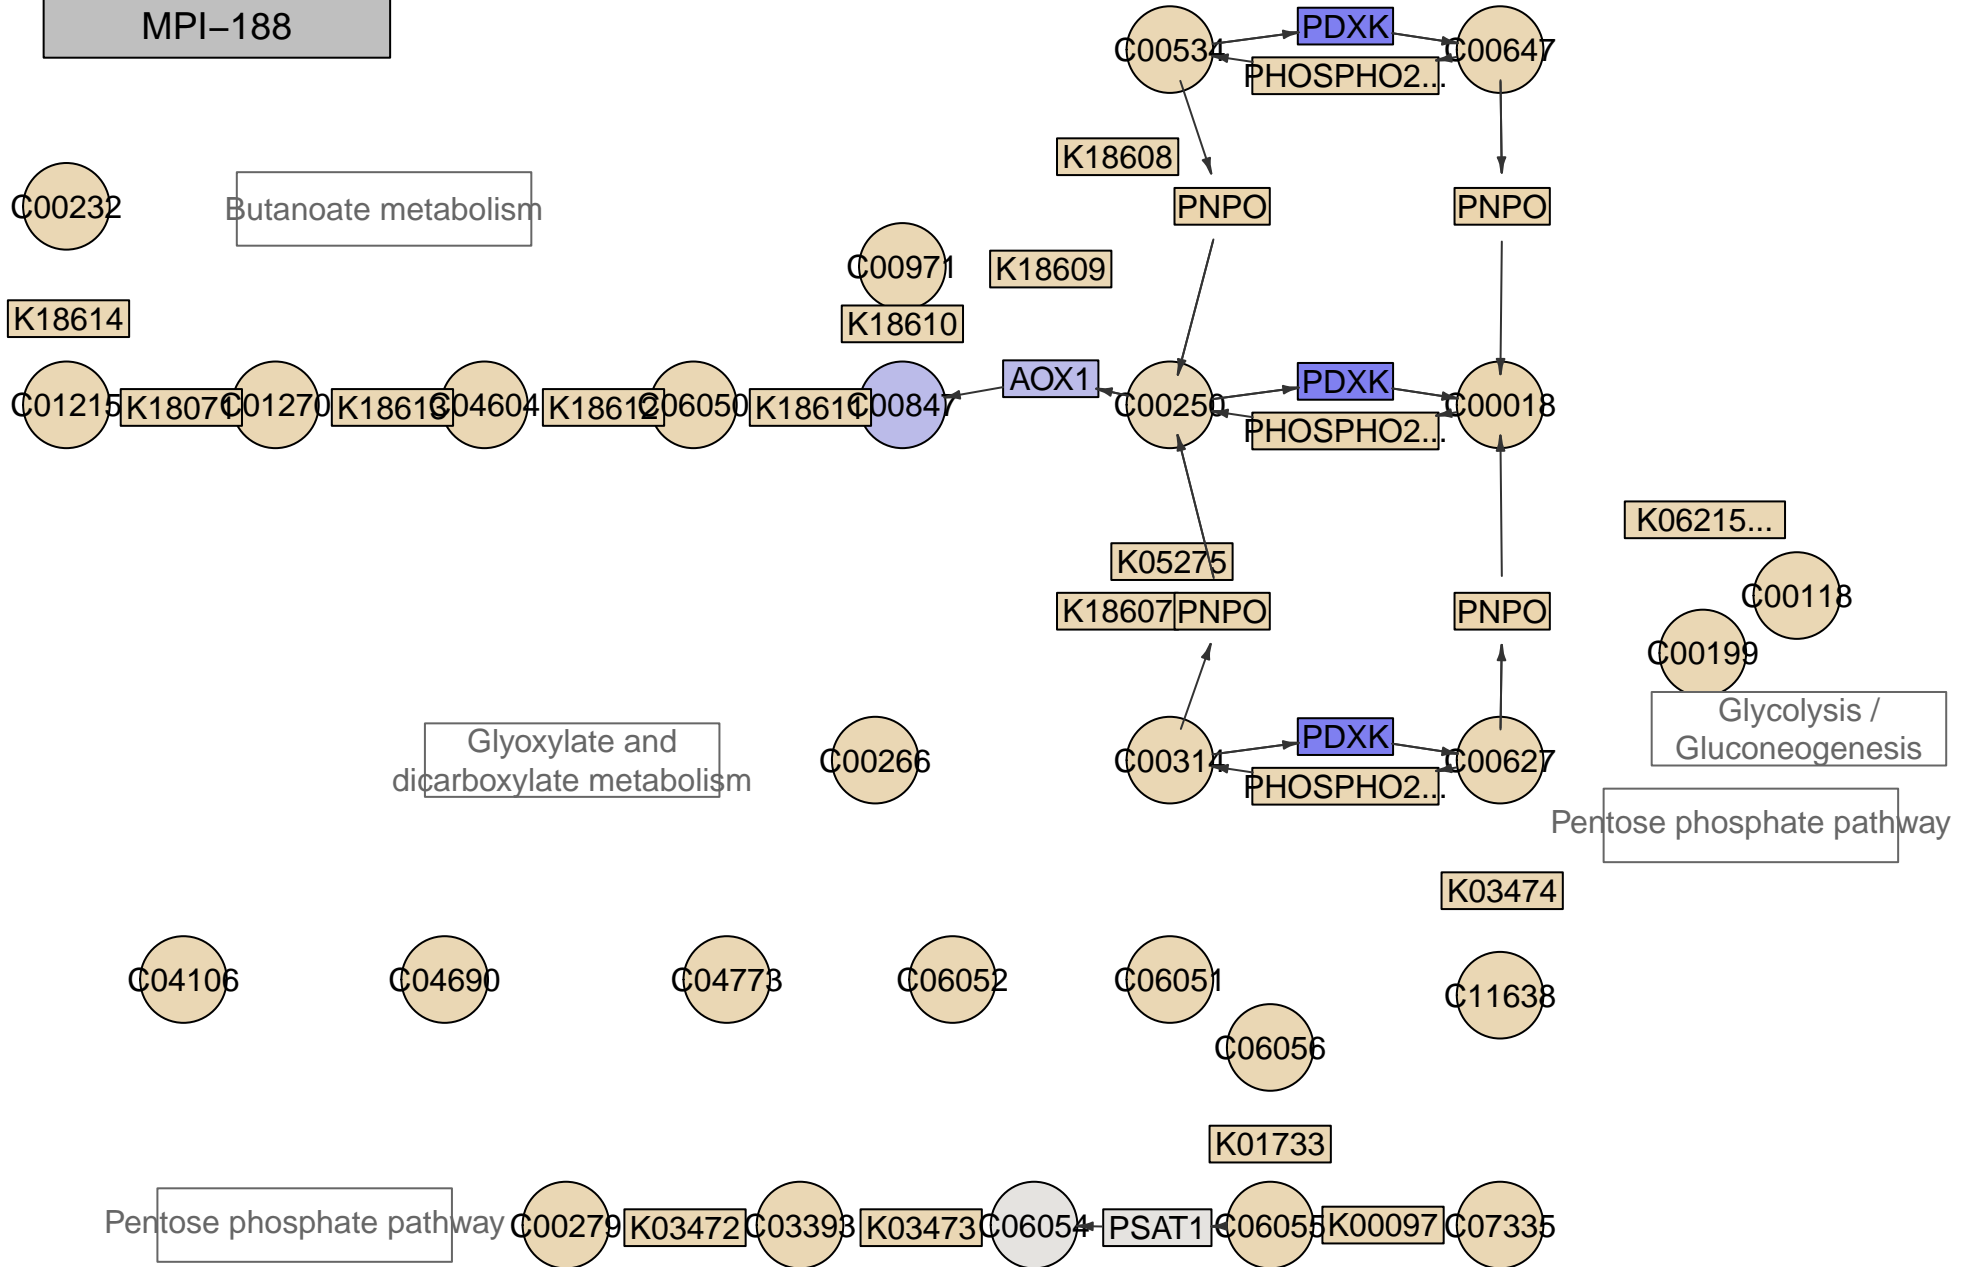 MPI−188
C00534
PDXK
C00647
PHOSPHO2...
K18608
C00232
Butanoate metabolism
PNPO
PNPO
C00971
K18609
K18614
K18610
AOX1
PDXK
C01215
K18071
C01270
K18613
C04604
K18612
C06050
K18611
C00847
C00250
C00018
PHOSPHO2...
K06215...
K05275
C00118
K18607
PNPO
PNPO
C00199
Glycolysis /
Gluconeogenesis
Glyoxylate and
dicarboxylate metabolism
C00266
C00314
PDXK
C00627
PHOSPHO2...
Pentose phosphate pathway
K03474
C04106
C04690
C04773
C06052
C06051
C11638
C06056
K01733
Pentose phosphate pathway
C00279
K03472
C03393
K03473
C06054
PSAT1
C06055
K00097
C07335